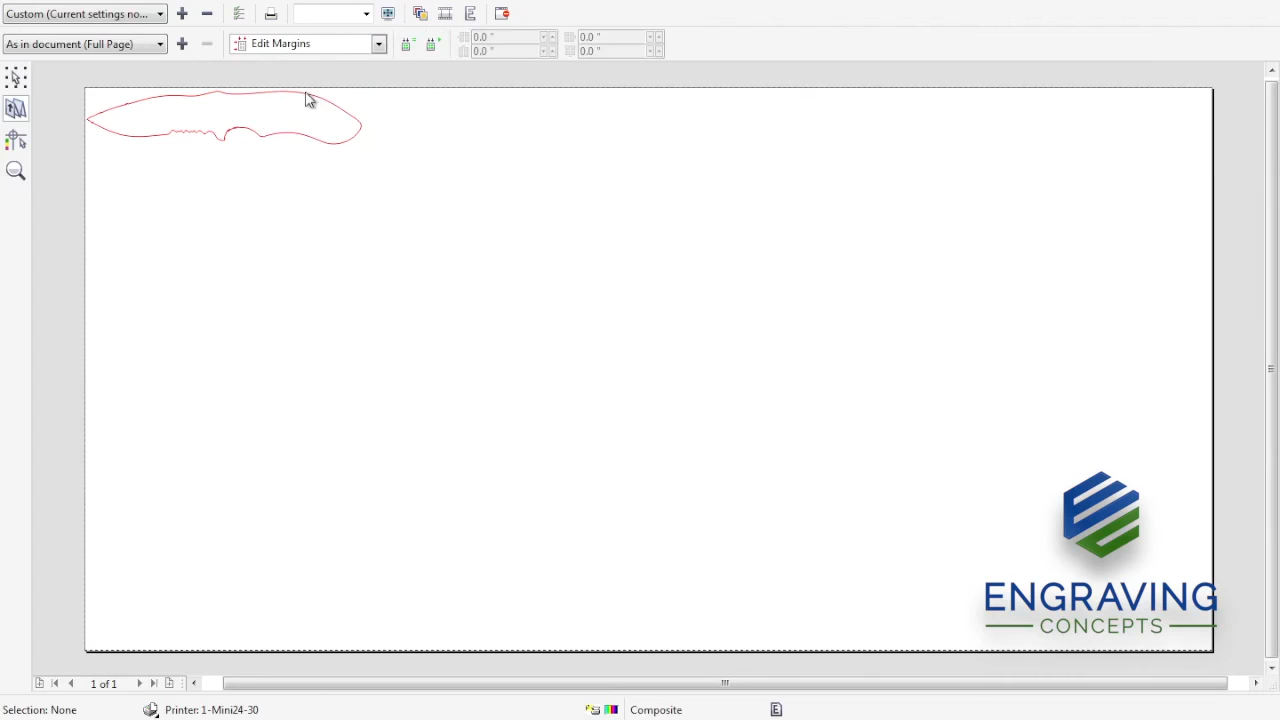 Custom (Current settings no...
As in document (Full Page)
Edit Margins
0.0 "
0.0 "
0.0 "
0.0 "
ENGRAVING
CONCEPTS
1 of 1
Selection: None
Printer: 1-Mini24-30
Composite